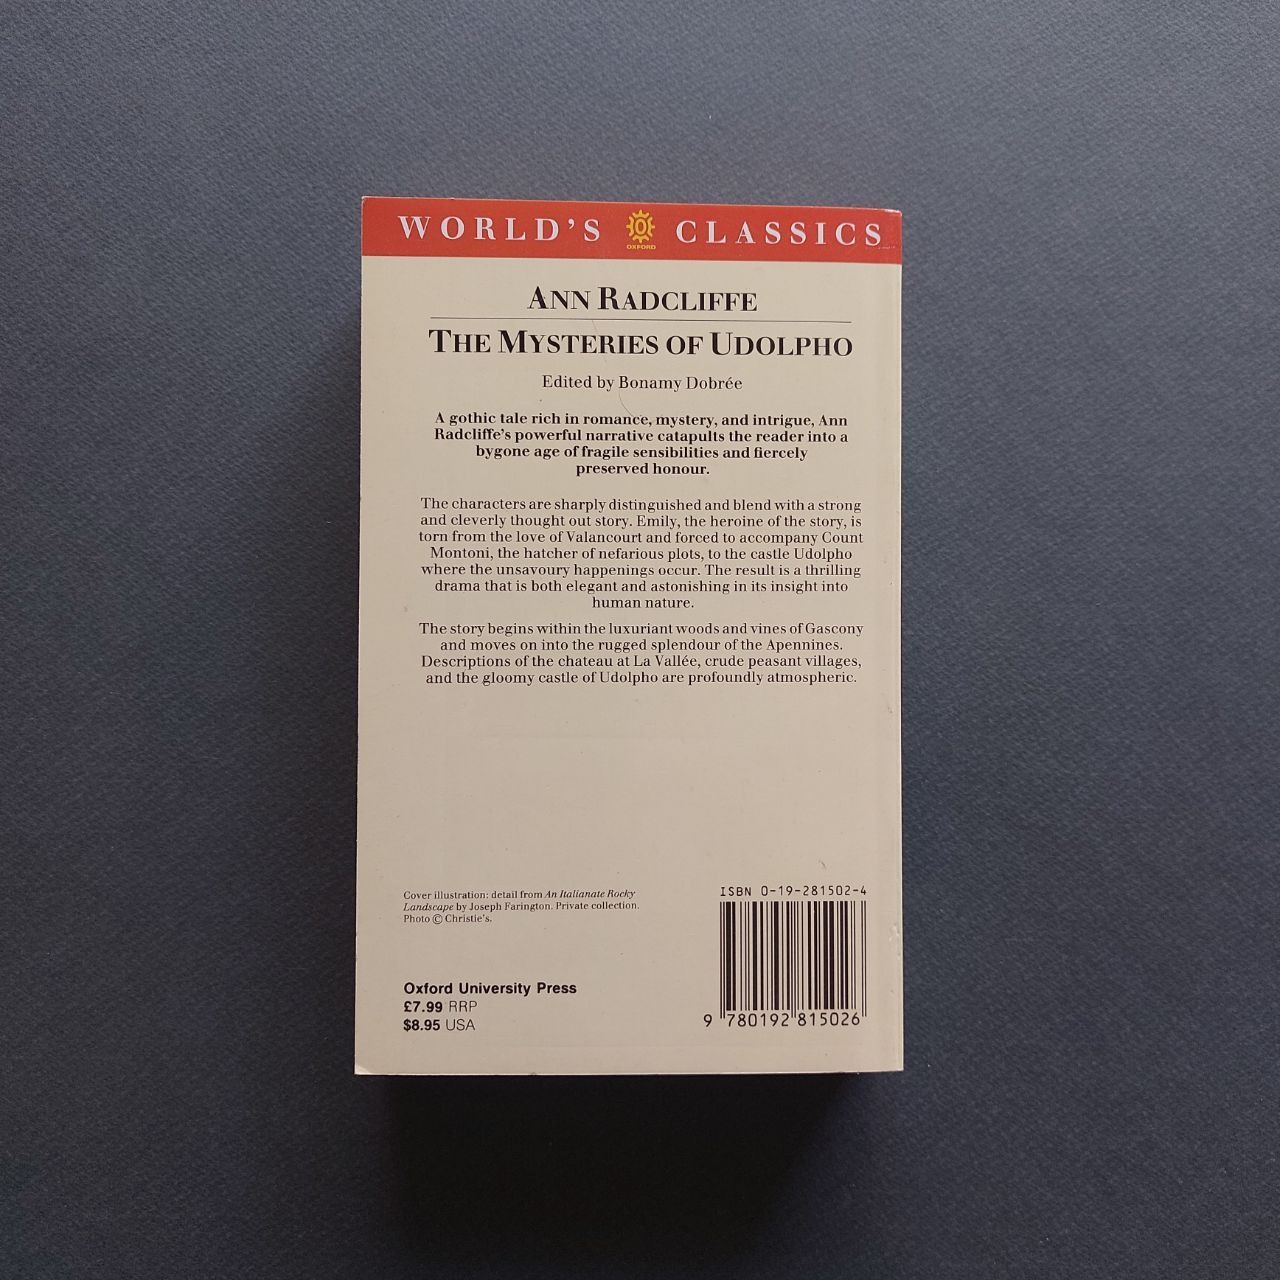 WORLD'S OXFORD CLASSICS
ANN RADCLIFFE
THE MYSTERIES OF UDOLPHO
Edited by Bonamy Dobrée
A gothic tale rich in romance, mystery, and intrigue, Ann
Radcliffe's powerful narrative catapults the reader into a
bygone age of fragile sensibilities and fiercely
preserved honour.
The characters are sharply distinguished and blend with a strong
and cleverly thought out story. Emily, the heroine of the story, is
torn from the love of Valancourt and forced to accompany Count
Montoni, the hatcher of nefarious plots, to the castle Udolpho
where the unsavoury happenings occur. The result is a thrilling
drama that is both elegant and astonishing in its insight into
human nature.
The story begins within the luxuriant woods and vines of Gascony
and moves on into the rugged splendour of the Apennines.
Descriptions of the chateau at La Vallée, crude peasant villages,
and the gloomy castle of Udolpho are profoundly atmospheric.
Cover illustration: detail from An Italianate Rocky
Landscape by Joseph Farington. Private collection.
Photo © Christie's.
Oxford University Press
£7.99 RRP
$8.95 USA
ISBN 0-19-281502-4
9 780192 815026